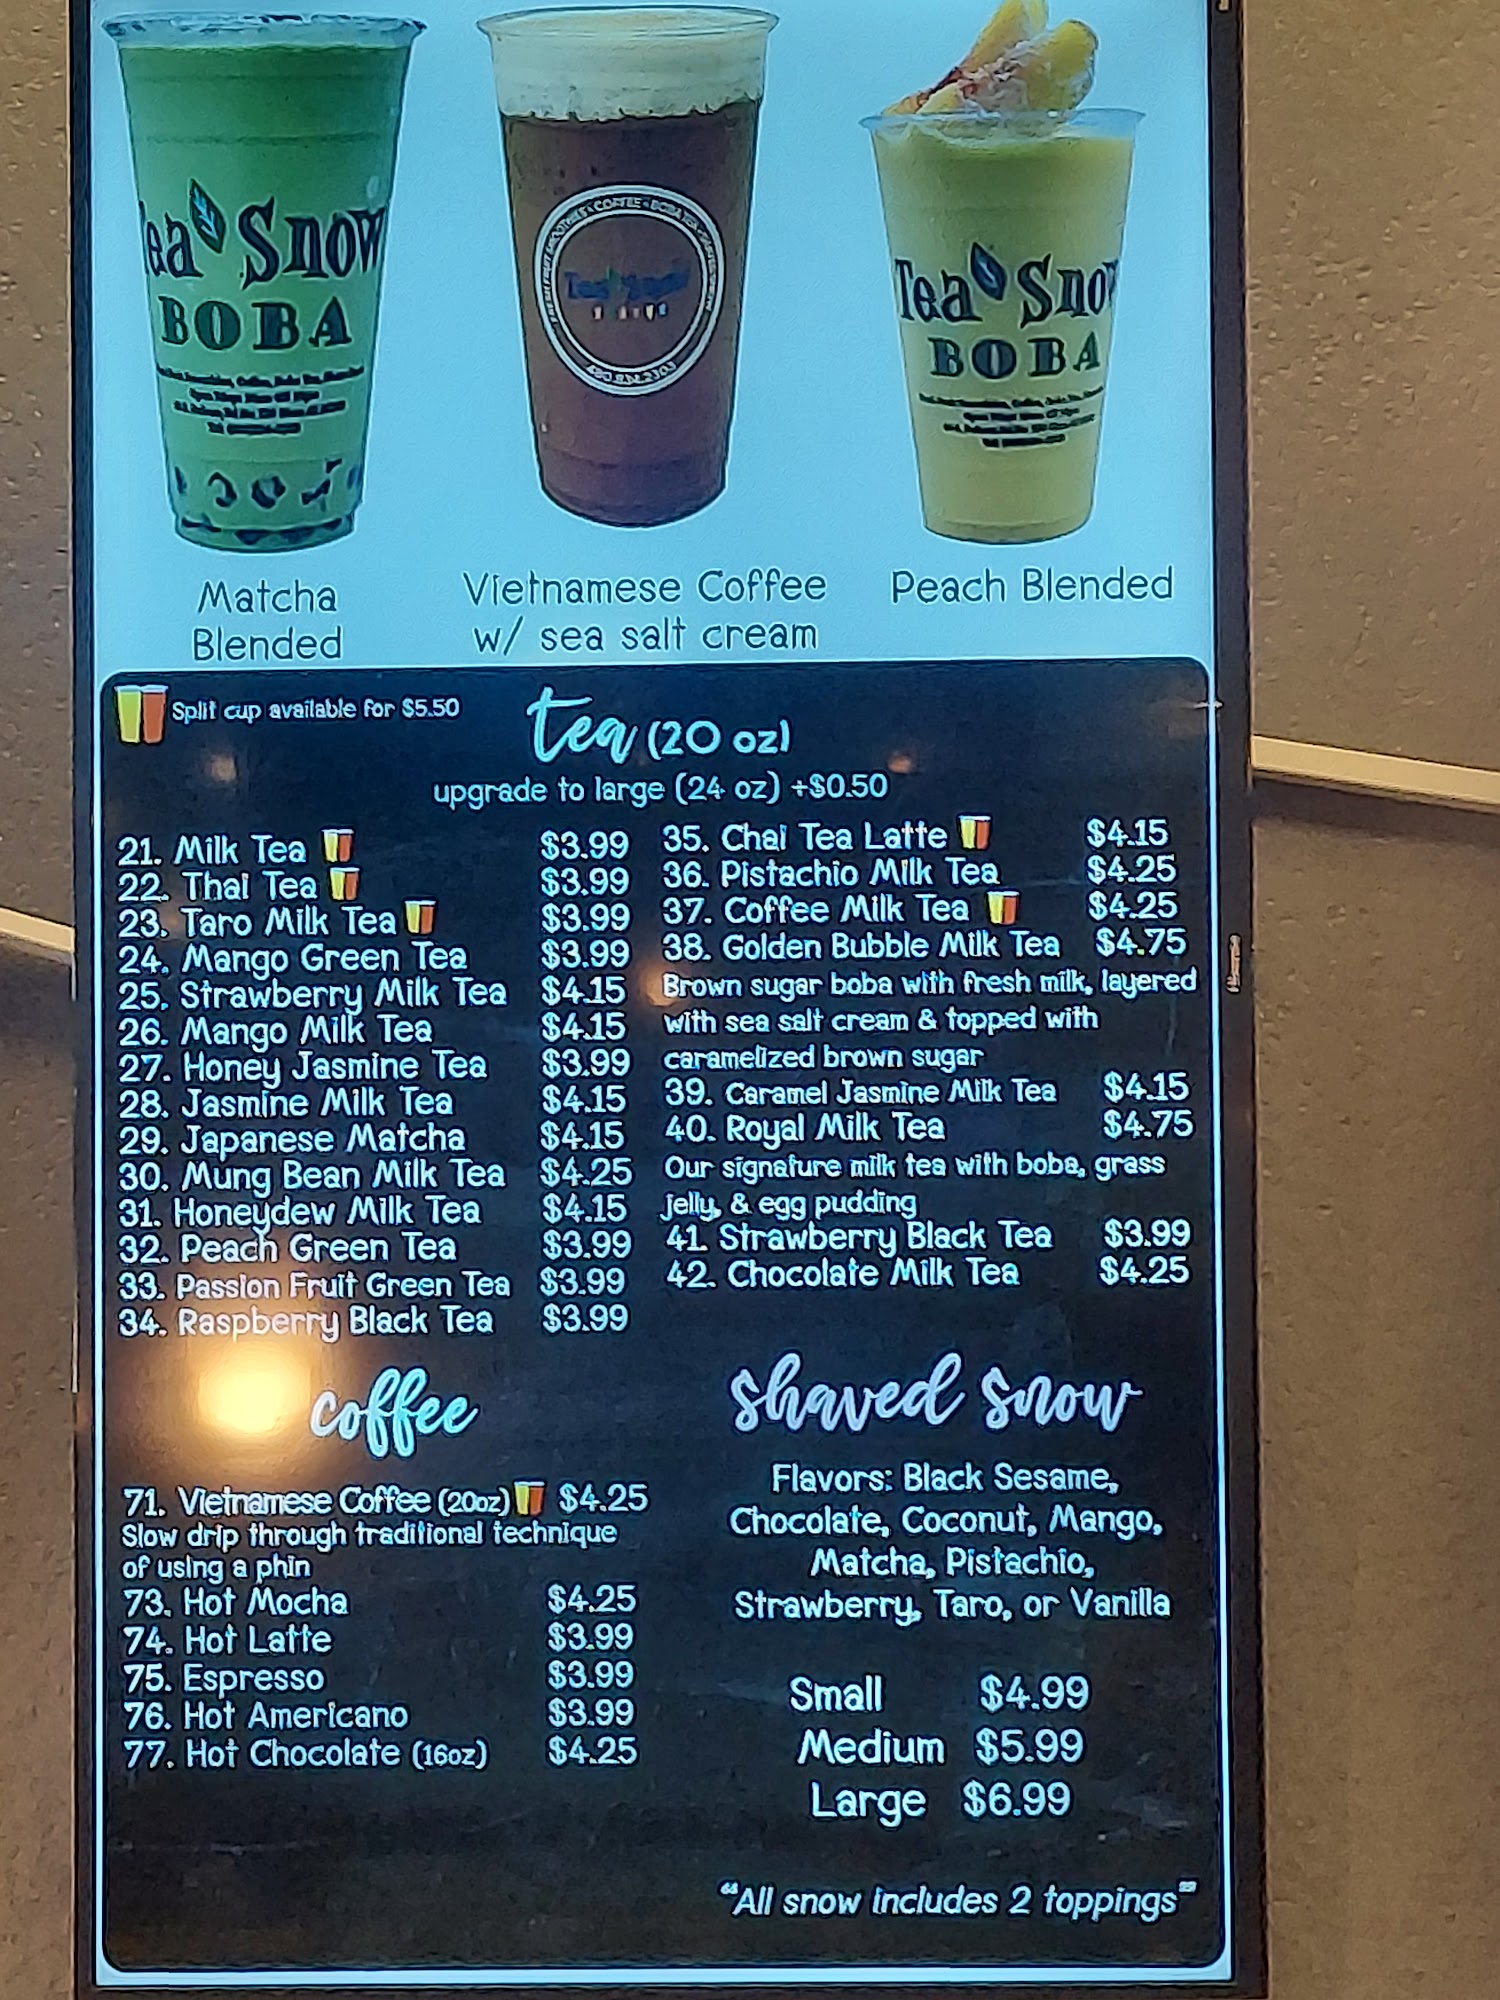 Tea Snow
BOBA
COFFEE • BOBA TEA
Tea Snow
480.834.2303
Tea Snow
BOBA
Matcha
Blended
Vietnamese Coffee
w/ sea salt cream
Peach Blended
Split cup available for $5.50
tea (20 oz)
upgrade to large (24 oz) +$0.50
21. Milk Tea $3.99
22. Thai Tea $3.99
23. Taro Milk Tea $3.99
24. Mango Green Tea $3.99
25. Strawberry Milk Tea $4.15
26. Mango Milk Tea $4.15
27. Honey Jasmine Tea $3.99
28. Jasmine Milk Tea $4.15
29. Japanese Matcha $4.15
30. Mung Bean Milk Tea $4.25
31. Honeydew Milk Tea $4.15
32. Peach Green Tea $3.99
33. Passion Fruit Green Tea $3.99
34. Raspberry Black Tea $3.99
35. Chai Tea Latte $4.15
36. Pistachio Milk Tea $4.25
37. Coffee Milk Tea $4.25
38. Golden Bubble Milk Tea $4.75
Brown sugar boba with fresh milk, layered
with sea salt cream & topped with
caramelized brown sugar
39. Caramel Jasmine Milk Tea $4.15
40. Royal Milk Tea $4.75
Our signature milk tea with boba, grass
jelly, & egg pudding
41. Strawberry Black Tea $3.99
42. Chocolate Milk Tea $4.25
coffee
71. Vietnamese Coffee (20oz) $4.25
Slow drip through traditional technique
of using a phin
73. Hot Mocha $4.25
74. Hot Latte $3.99
75. Espresso $3.99
76. Hot Americano $3.99
77. Hot Chocolate (16oz) $4.25
shaved snow
Flavors: Black Sesame,
Chocolate, Coconut, Mango,
Matcha, Pistachio,
Strawberry, Taro, or Vanilla
Small $4.99
Medium $5.99
Large $6.99
"All snow includes 2 toppings"